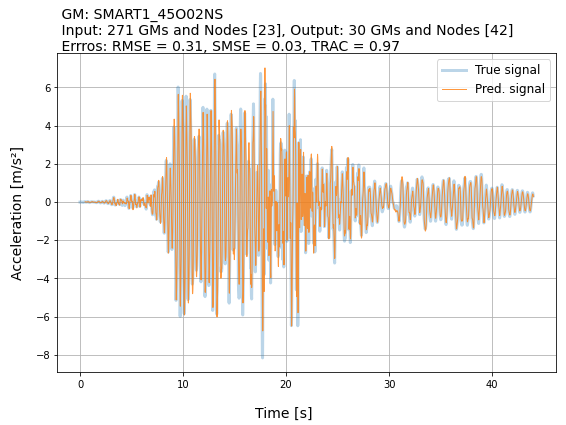 GM: SMART1_45O02NS
Input: 271 GMs and Nodes [23], Output: 30 GMs and Nodes [42]
Errros: RMSE = 0.31, SMSE = 0.03, TRAC = 0.97
True signal
Pred. signal
Acceleration [m/s²]
6
4
2
0
−2
−4
−6
−8
0 10 20 30 40
Time [s]